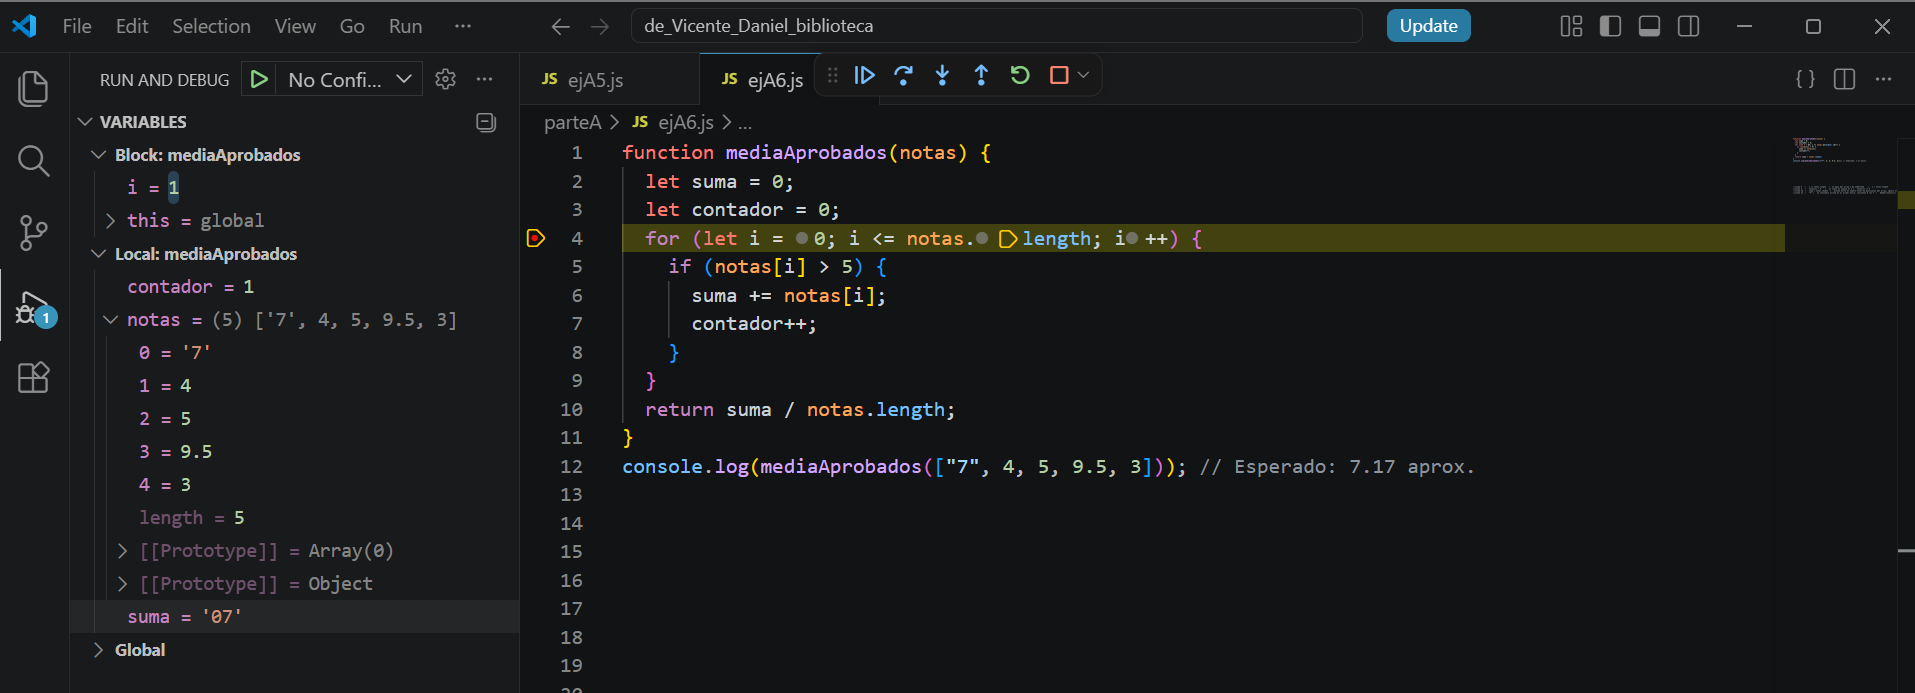 File Edit Selection View Go Run ··· de_Vicente_Daniel_biblioteca Update
RUN AND DEBUG No Confi... ···
VARIABLES
Block: mediaAprobados
i = 1
this = global
Local: mediaAprobados
contador = 1
notas = (5) ['7', 4, 5, 9.5, 3]
0 = '7'
1 = 4
2 = 5
3 = 9.5
4 = 3
length = 5
[[Prototype]] = Array(0)
[[Prototype]] = Object
suma = '07'
Global
1
JS ejA5.js
JS ejA6.js
{ } ···
parteA > JS ejA6.js > ...
1 function mediaAprobados(notas) {
2 let suma = 0;
3 let contador = 0;
4 for (let i = 0; i <= notas.length; i++) {
5 if (notas[i] > 5) {
6 suma += notas[i];
7 contador++;
8 }
9 }
10 return suma / notas.length;
11 }
12 console.log(mediaAprobados(["7", 4, 5, 9.5, 3])); // Esperado: 7.17 aprox.
13
14
15
16
17
18
19